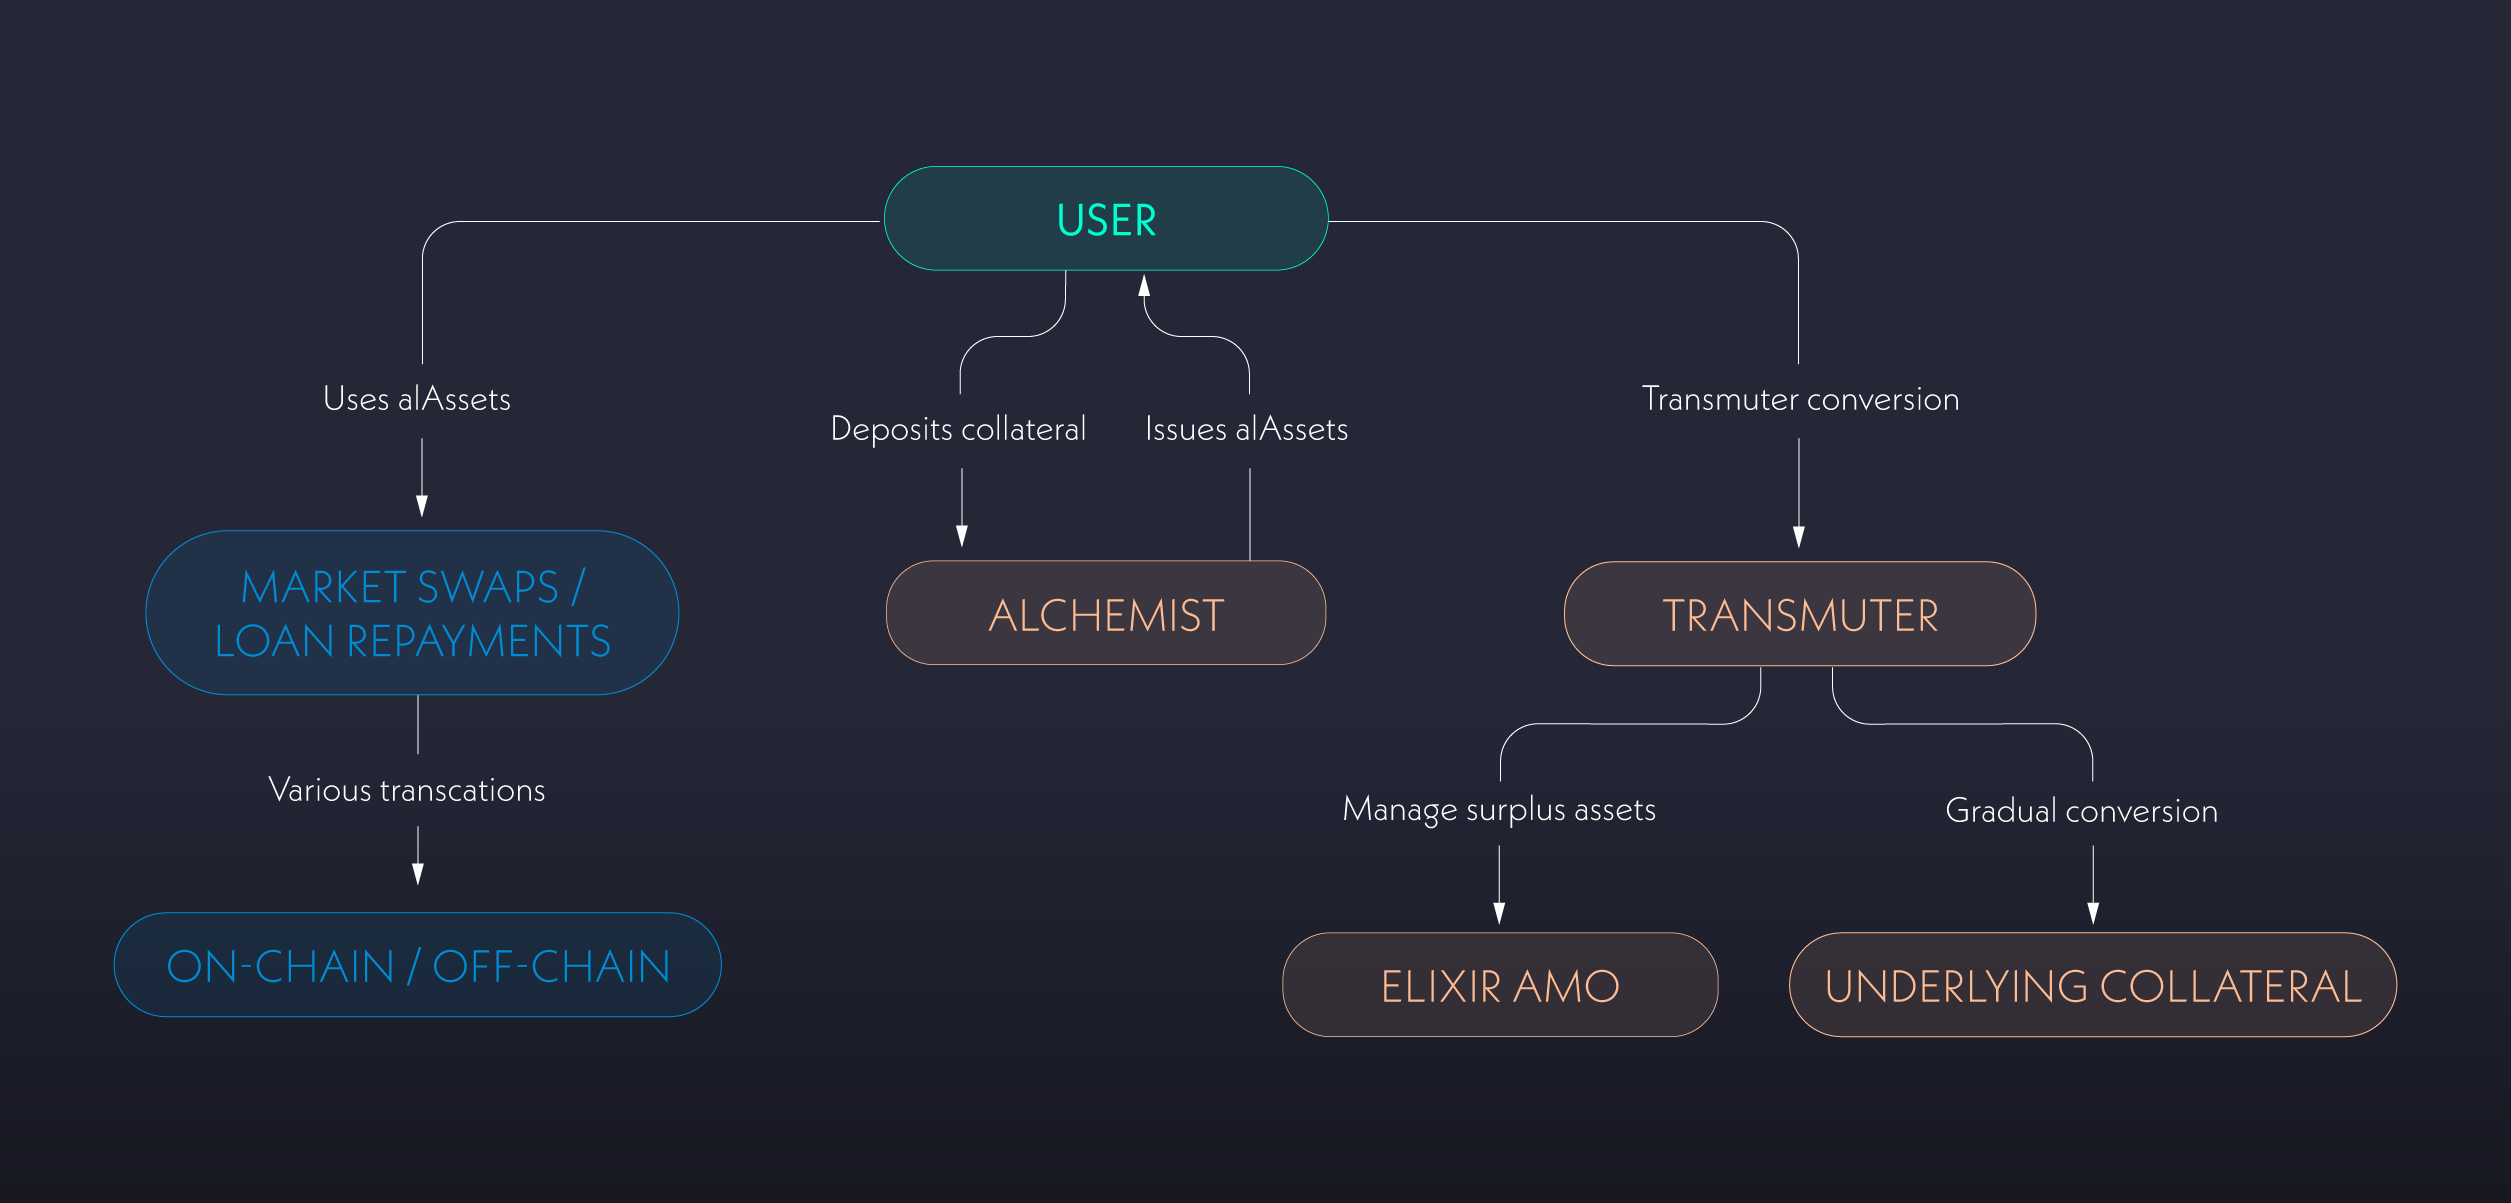 USER
Uses alAssets
Deposits collateral
Issues alAssets
Transmuter conversion
MARKET SWAPS /
LOAN REPAYMENTS
ALCHEMIST
TRANSMUTER
Various transcations
Manage surplus assets
Gradual conversion
ON-CHAIN / OFF-CHAIN
ELIXIR AMO
UNDERLYING COLLATERAL